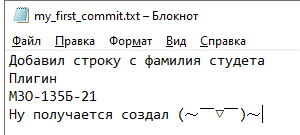 my_first_commit.txt – Блокнот
Файл Правка Формат Вид Справка
Добавил строку с фамилия студета
Плигин
М3О-135Б-21
Ну получается создал (～￣▽￣)～